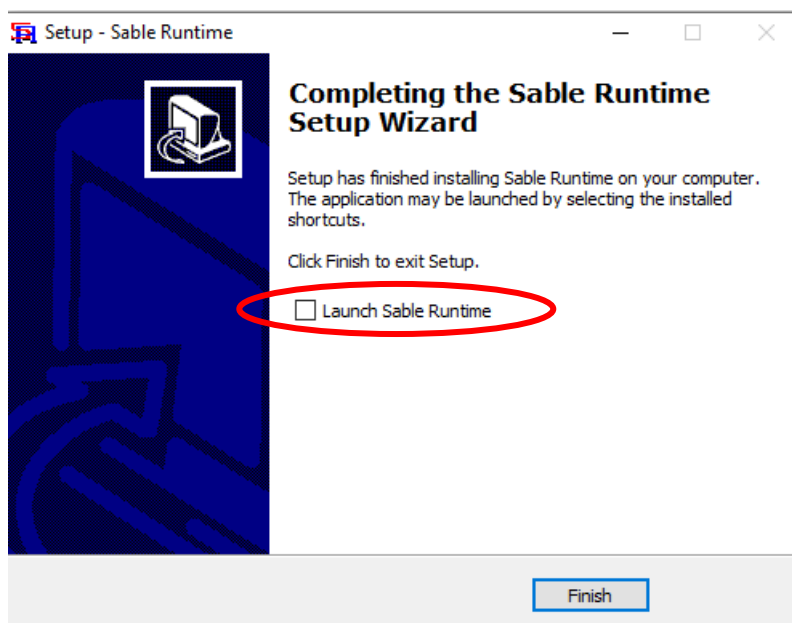 Setup - Sable Runtime
Completing the Sable Runtime
Setup Wizard
Setup has finished installing Sable Runtime on your computer.
The application may be launched by selecting the installed
shortcuts.
Click Finish to exit Setup.
Launch Sable Runtime
Finish